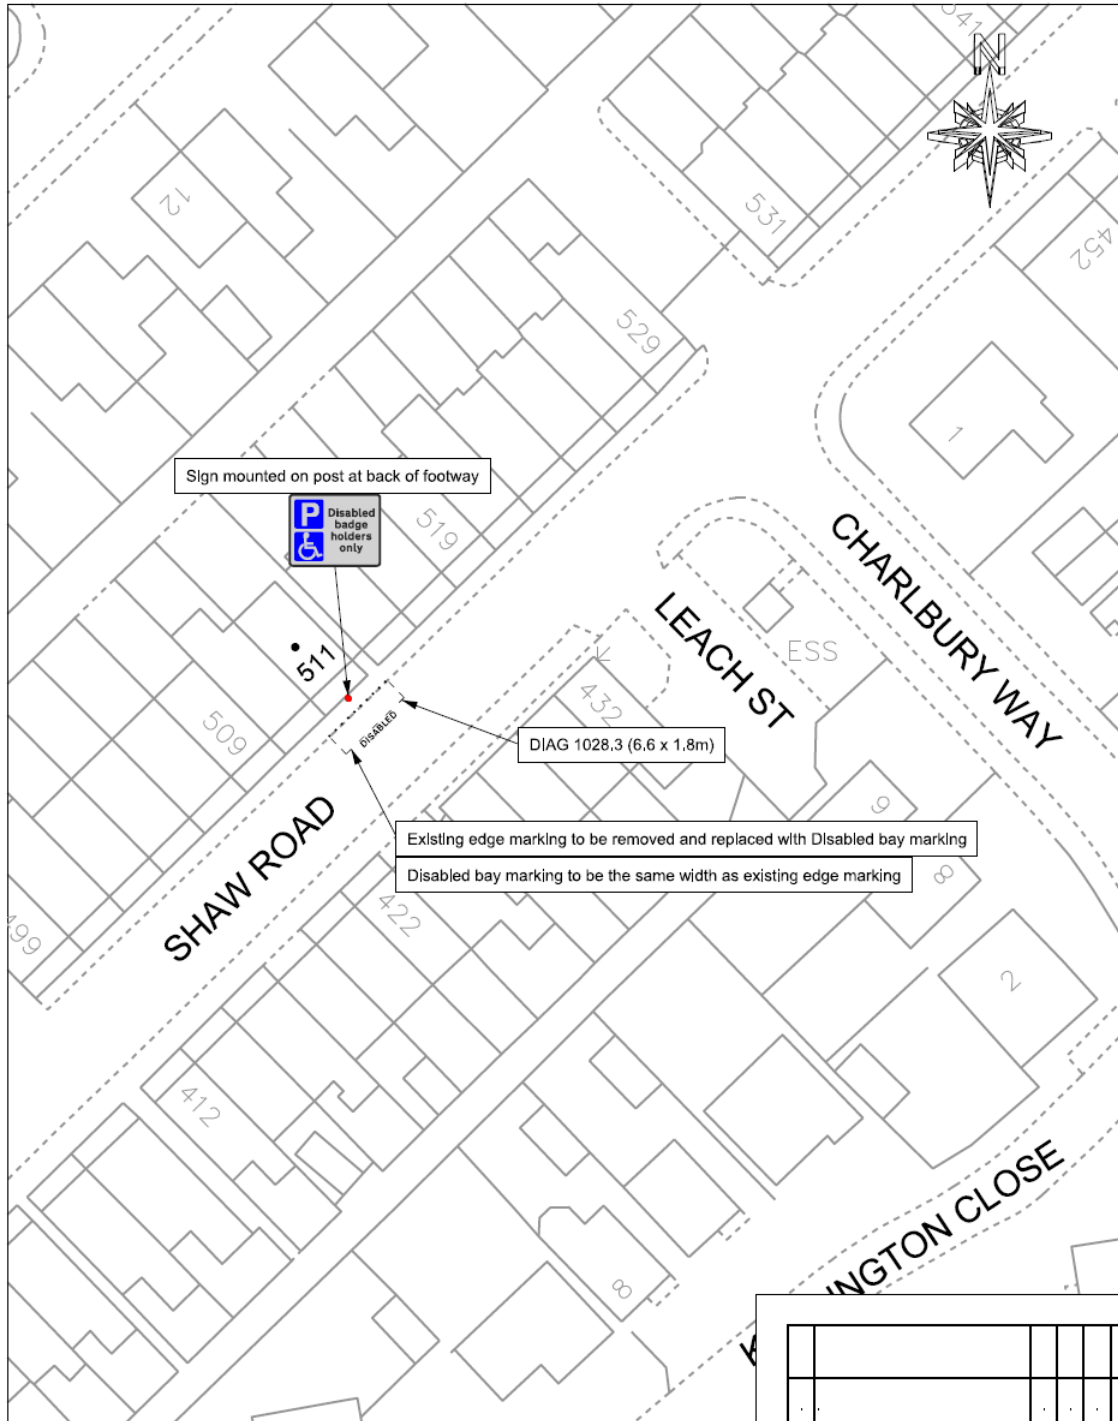 541
N
12
531
452
529
1
Sign mounted on post at back of footway
P Disabled
badge
holders
only
519
CHARLBURY WAY
LEACH ST
ESS
511
432
509
DISABLED
DIAG 1028.3 (6.6 x 1.8m)
9
SHAW ROAD
Existing edge marking to be removed and replaced with Disabled bay marking
Disabled bay marking to be the same width as existing edge marking
8
422
499
2
412
INGTON CLOSE
8
K